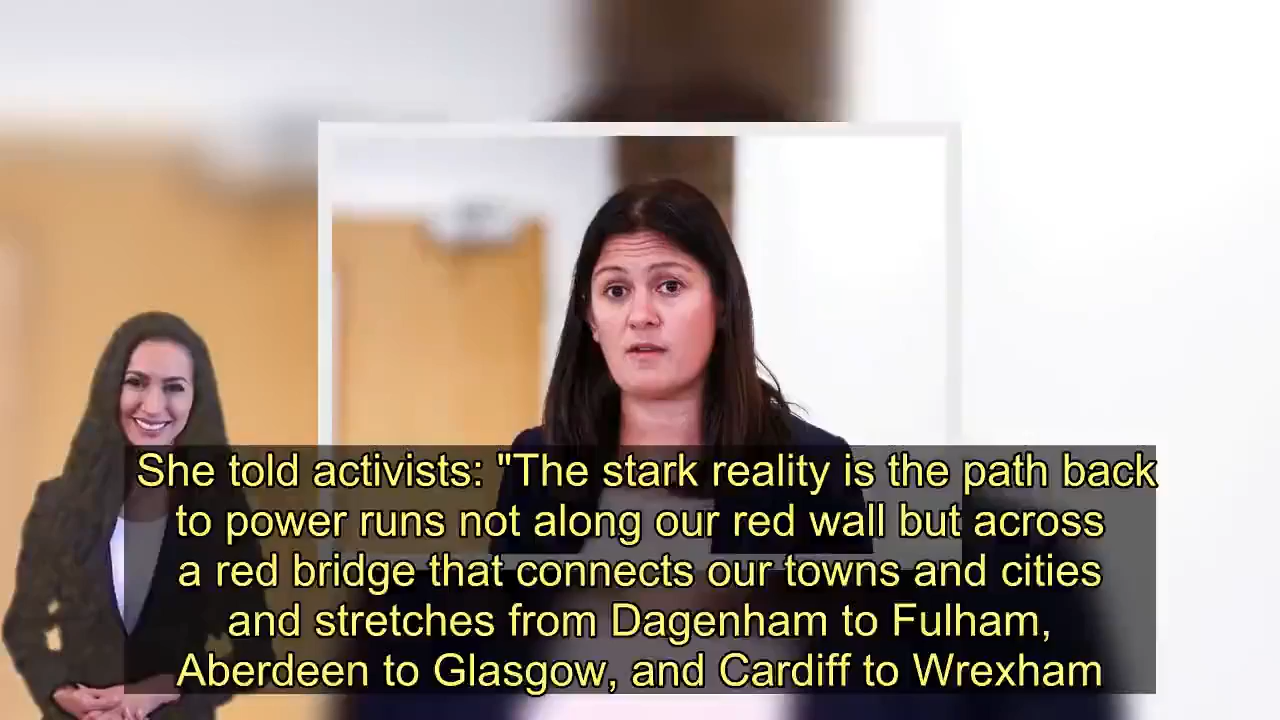 She told activists: "The stark reality is the path back
to power runs not along our red wall but across
a red bridge that connects our towns and cities
and stretches from Dagenham to Fulham,
Aberdeen to Glasgow, and Cardiff to Wrexham